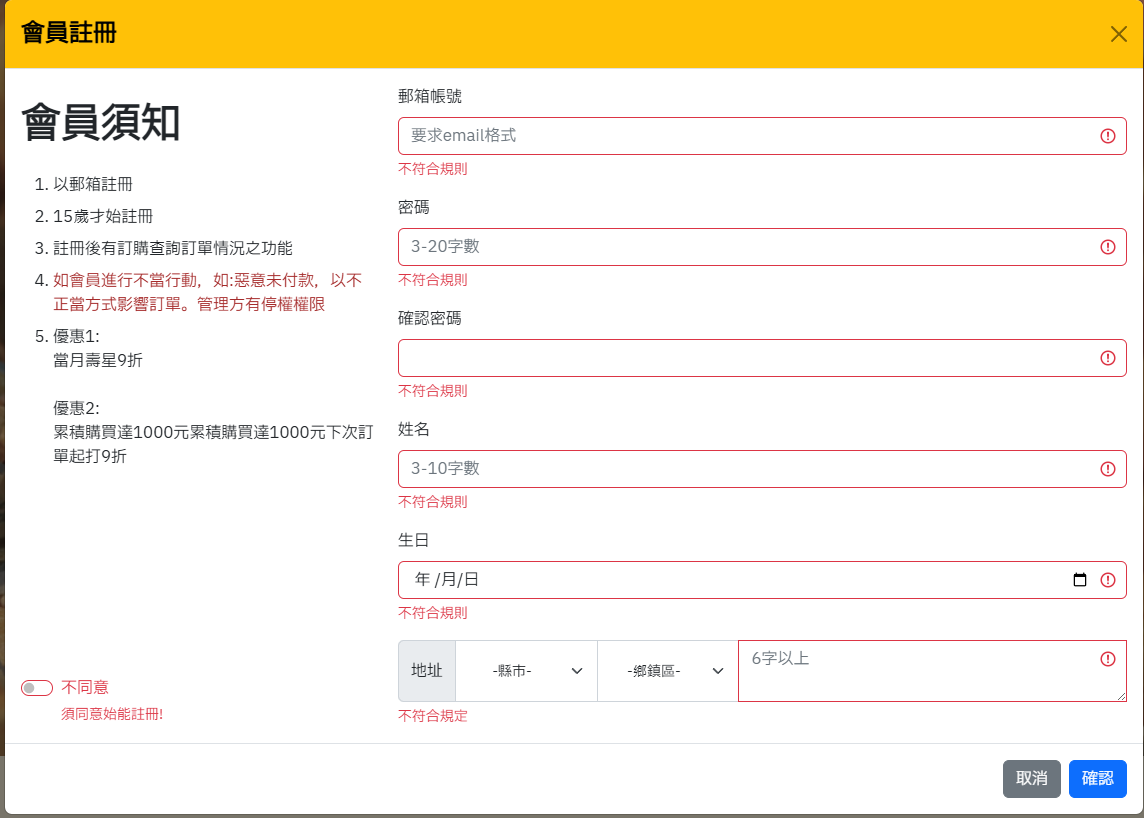 會員註冊
會員須知
1. 以郵箱註冊
2. 15歲才始註冊
3. 註冊後有訂購查詢訂單情況之功能
4. 如會員進行不當行動，如:惡意未付款，以不
正當方式影響訂單。管理方有停權權限
5. 優惠1:
當月壽星9折
優惠2:
累積購買達1000元累積購買達1000元下次訂
單起打9折
不同意
須同意始能註冊!
郵箱帳號
要求email格式
不符合規則
密碼
3-20字數
不符合規則
確認密碼
不符合規則
姓名
3-10字數
不符合規則
生日
年 /月/日
不符合規則
地址 -縣市- -鄉鎮區- 6字以上
不符合規定
取消 確認